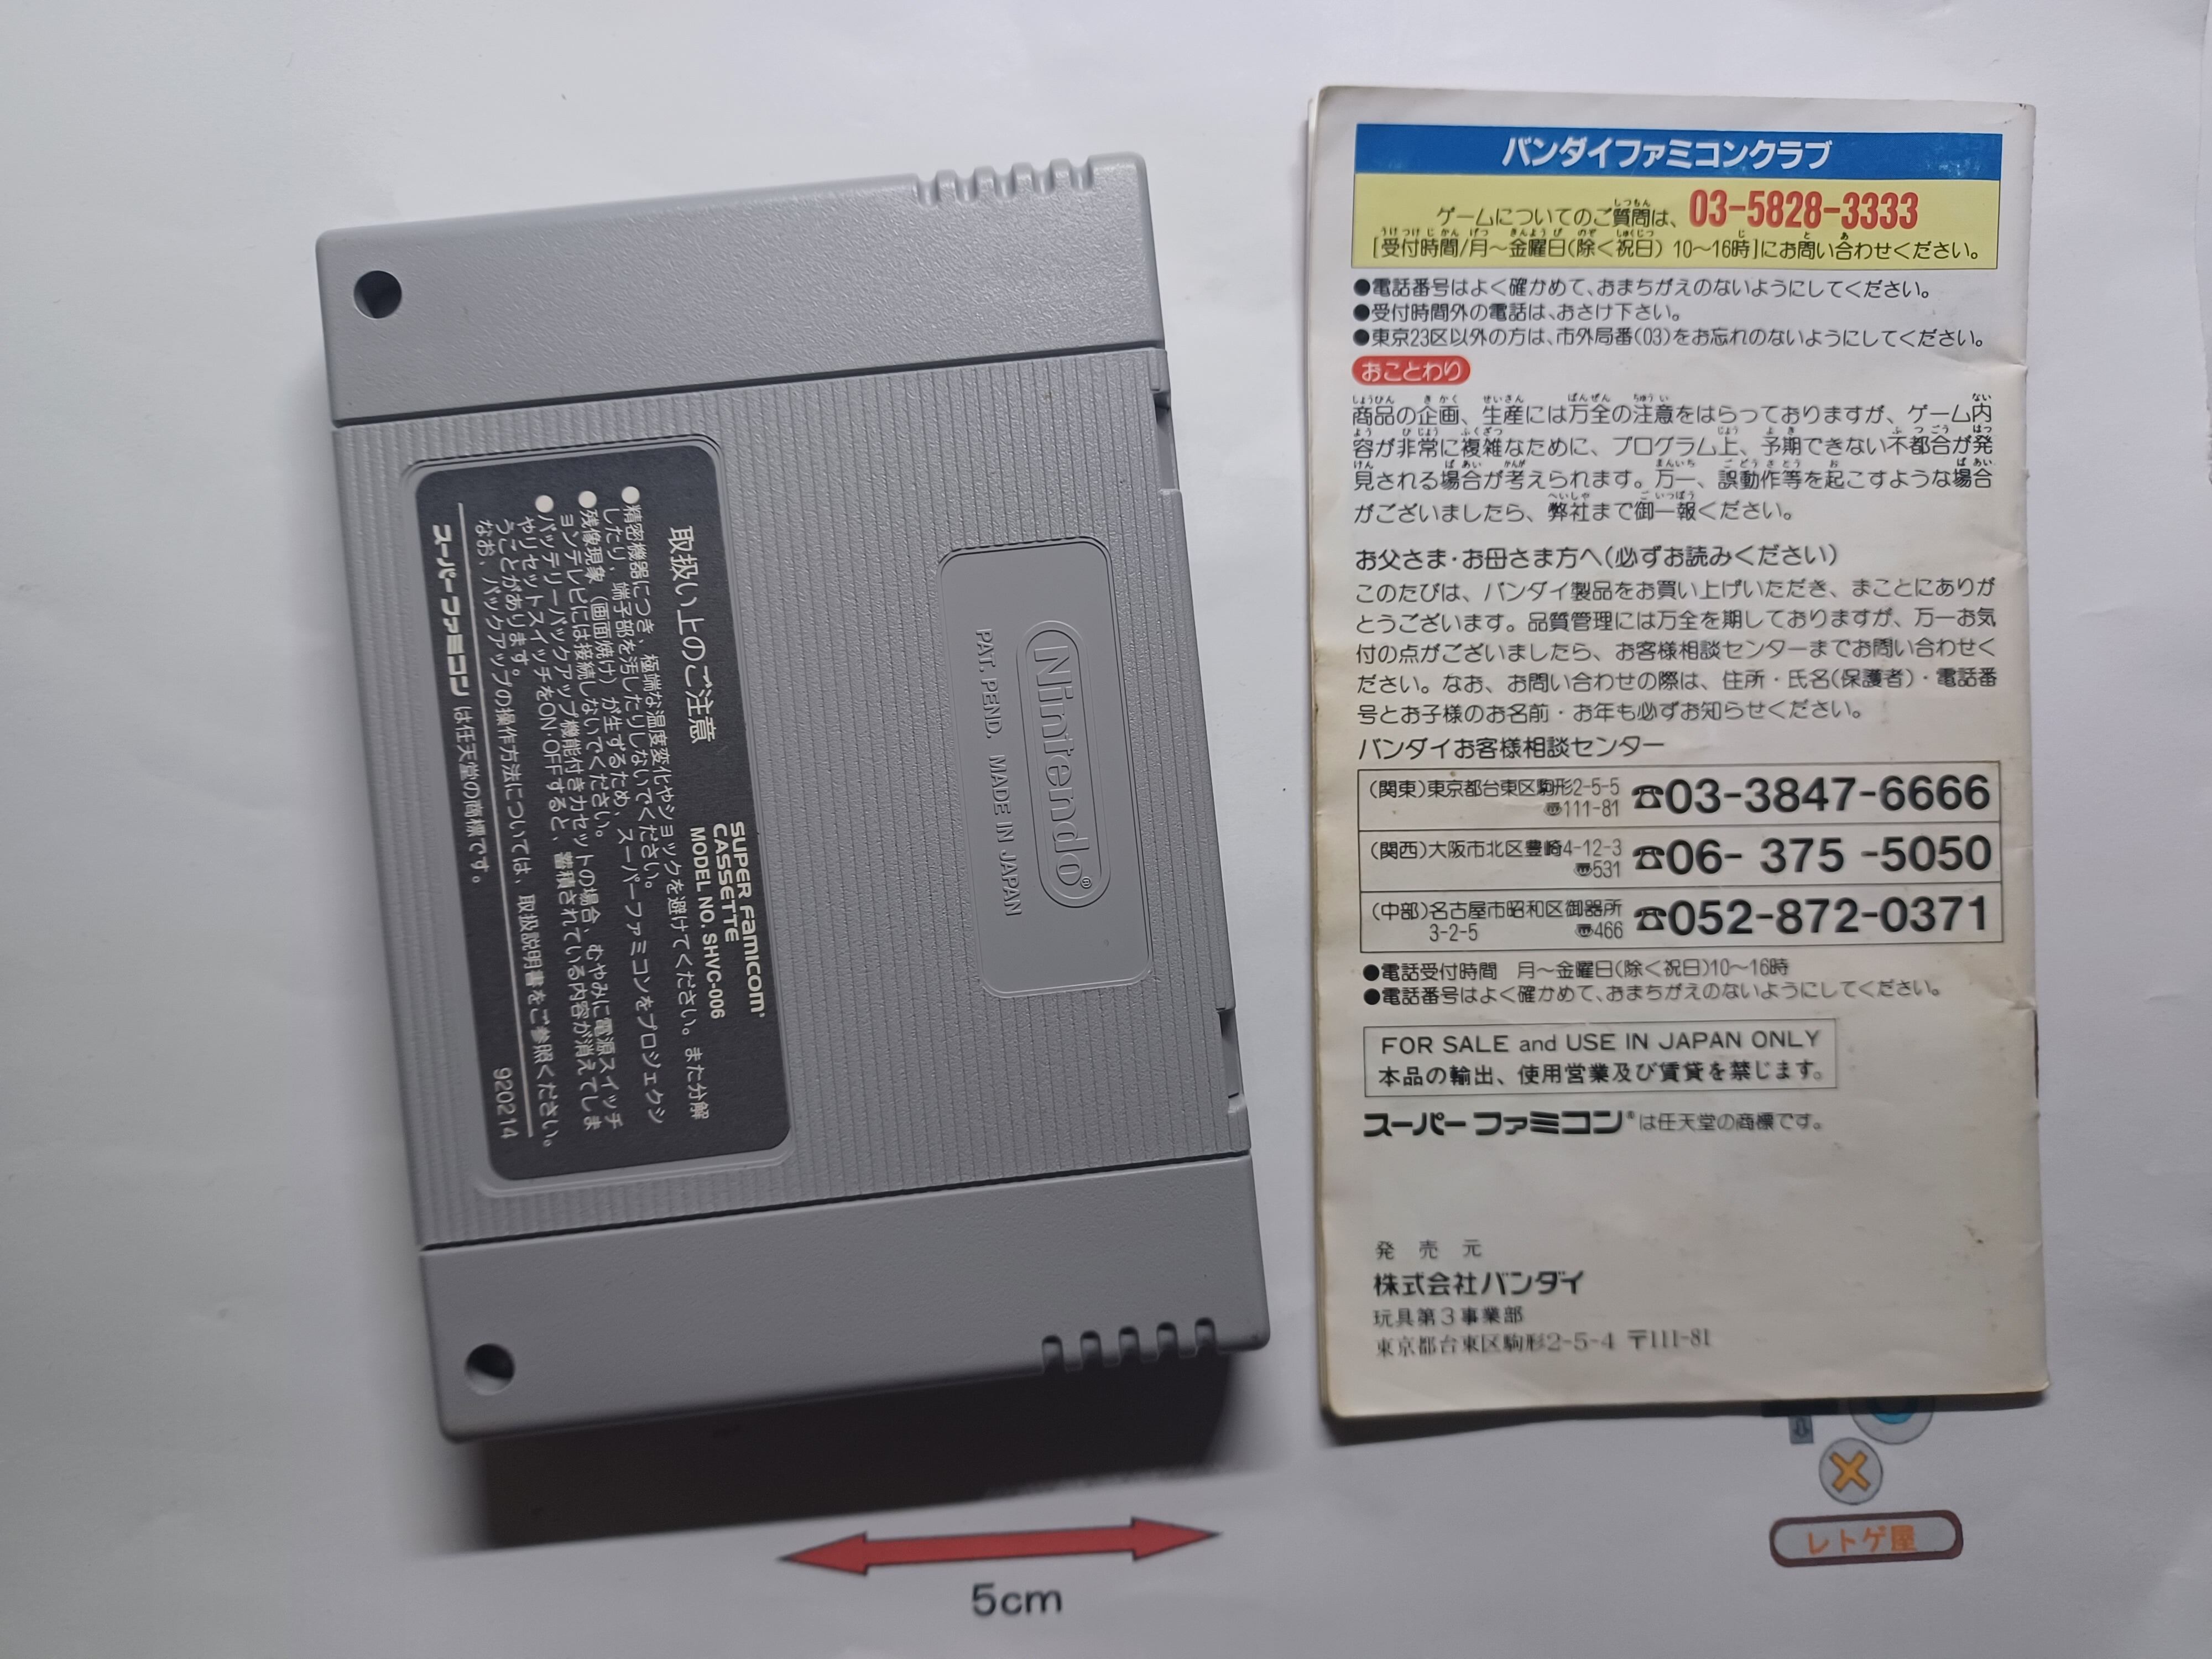 取扱い上のご注意
SUPER Famicom
CASSETTE
MODEL NO. SHVC-006
●精密機器につき、極端な温度変化やショックを避けてください。また分解
したり、端子部を汚したりしないでください。
●残像現象(画面焼け)が生ずるため、スーパーファミコンをプロジェクシ
ョンテレビには接続しないでください。
●バッテリーバックアップ機能付きカセットの場合、むやみに電源スイッチ
やリセットスイッチをON・OFFすると、蓄積されている内容が消えてしま
うことがあります。
なお、バックアップの操作方法については、取扱説明書をご参照ください。
スーパーファミコンは任天堂の商標です。
920214
Nintendo®
PAT. PEND. MADE IN JAPAN
バンダイファミコンクラブ
ゲームについてのご質問は、03-5828-3333
[受付時間/月〜金曜日(除く祝日) 10〜16時]にお問い合わせください。
●電話番号はよく確かめて、おまちがえのないようにしてください。
●受付時間外の電話は、おさけ下さい。
●東京23区以外の方は、市外局番(03)をお忘れのないようにしてください。
おことわり
商品の企画、生産には万全の注意をはらっておりますが、ゲーム内
容が非常に複雑なために、プログラム上、予期できない不都合が発
見される場合が考えられます。万一、誤動作等を起こすような場合
がございましたら、弊社まで御一報ください。
お父さま・お母さま方へ(必ずお読みください)
このたびは、バンダイ製品をお買い上げいただき、まことにありが
とうございます。品質管理には万全を期しておりますが、万一お気
付の点がございましたら、お客様相談センターまでお問い合わせく
ださい。なお、お問い合わせの際は、住所・氏名(保護者)・電話番
号とお子様のお名前・お年も必ずお知らせください。
バンダイお客様相談センター
(関東)東京都台東区駒形2-5-5 ☎03-3847-6666
〠111-81
(関西)大阪市北区豊崎4-12-3 ☎06-375-5050
〠531
(中部)名古屋市昭和区御器所 ☎052-872-0371
3-2-5 〠466
●電話受付時間 月〜金曜日(除く祝日)10〜16時
●電話番号はよく確かめて、おまちがえのないようにしてください。
FOR SALE and USE IN JAPAN ONLY
本品の輸出、使用営業及び賃貸を禁じます。
スーパーファミコン®は任天堂の商標です。
発売元
株式会社バンダイ
玩具第3事業部
東京都台東区駒形2-5-4 〒111-81
レトゲ屋
5cm